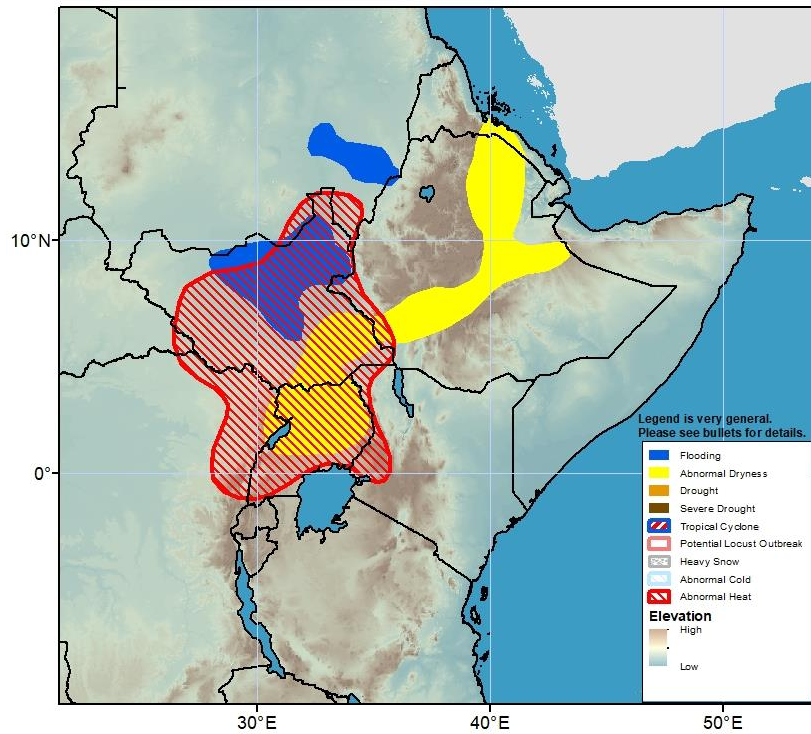 10°N
0°
Legend is very general.
Please see bullets for details.
Flooding
Abnormal Dryness
Drought
Severe Drought
Tropical Cyclone
Potential Locust Outbreak
Heavy Snow
Abnormal Cold
Abnormal Heat
Elevation
High
Low
30°E 40°E 50°E